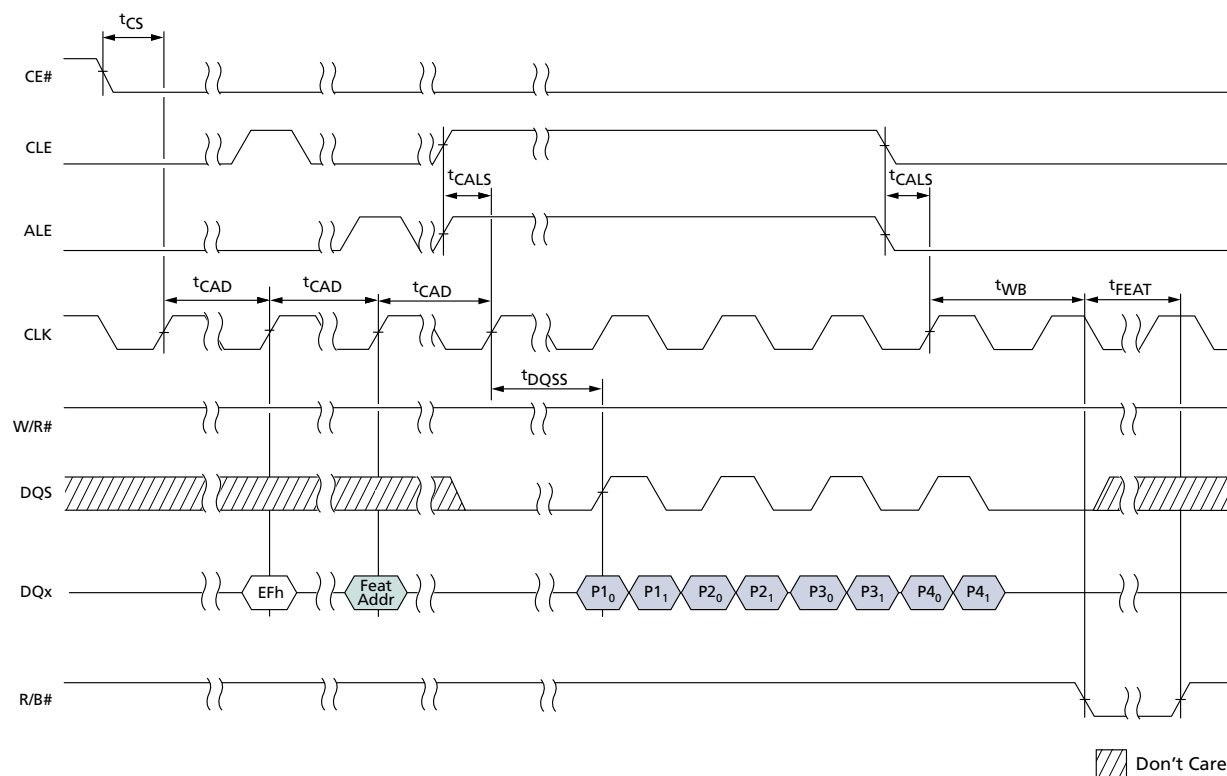 tCS
CE#
CLE
tCALS
tCALS
ALE
tCAD
tCAD
tCAD
tWB
tFEAT
CLK
tDQSS
W/R#
DQS
DQx
EFh
Feat
Addr
P10
P11
P20
P21
P30
P31
P40
P41
R/B#
Don't Care